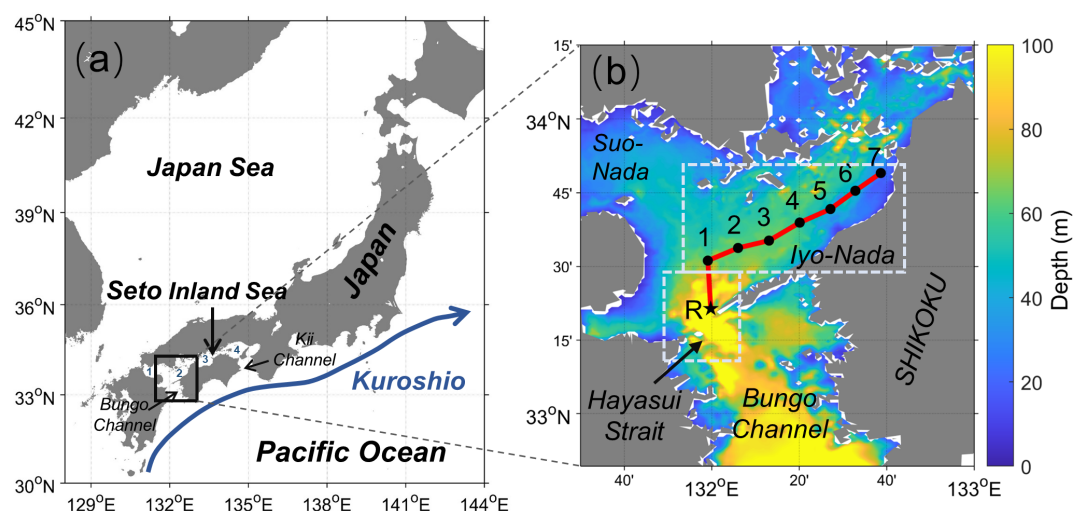 (a)
45°N
42°N
39°N
36°N
33°N
30°N
129°E
132°E
135°E
138°E
141°E
144°E
Japan Sea
Japan
Seto Inland Sea
Kii
Channel
1
2
3
4
Bungo
Channel
Kuroshio
Pacific Ocean
(b)
15'
34°N
45'
30'
15'
33°N
40'
132°E
20'
40'
133°E
Suo-
Nada
1
2
3
4
5
6
7
Iyo-Nada
R
Hayasui
Strait
Bungo
Channel
SHIKOKU
100
80
60
40
20
0
Depth (m)